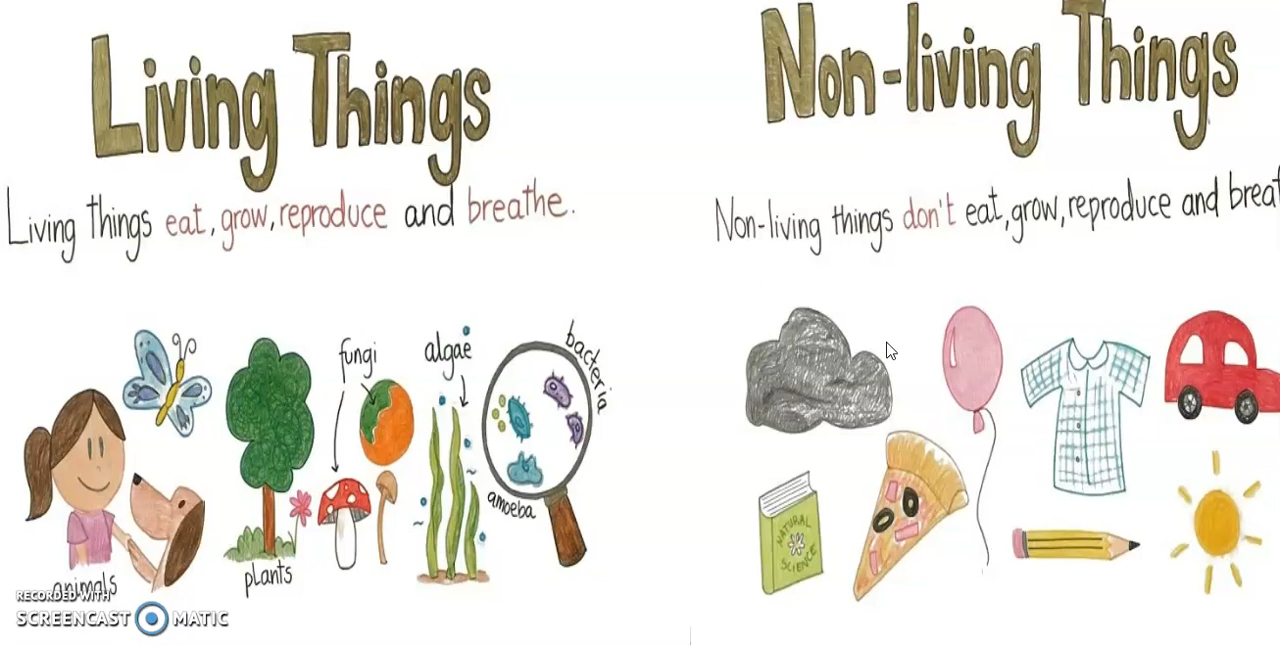 Living Things
Living things eat, grow, reproduce and breathe.
fungi
algae
bacteria
amoeba
plants
animals
RECORDED WITH
SCREENCAST MATIC
Non-living Things
Non-living things don't eat, grow, reproduce and breat
NATURAL
SCIENCE